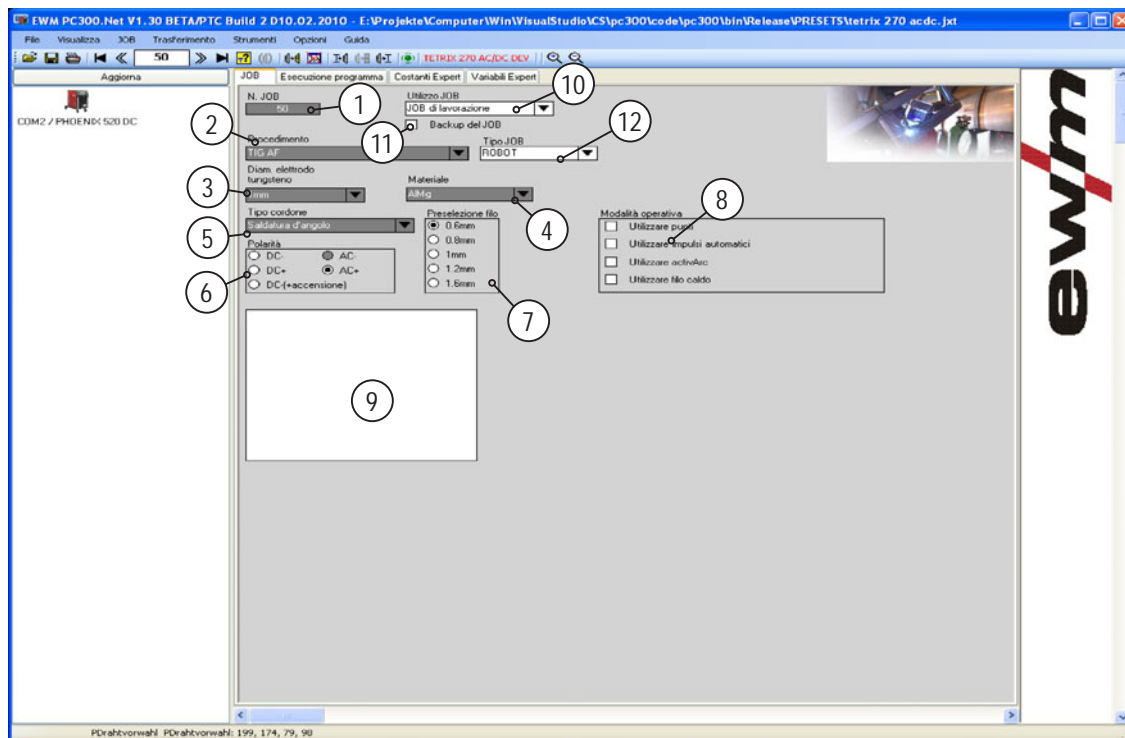 EWM PC300.Net V1.30 BETA/PTC Build 2 D10.02.2010 - E:\Projekte\Computer\Win\VisualStudio\CS\pc300\code\pc300\bin\Release\PRESETS\tetrix 270 acdc.jxt
File Visualizza JOB Trasferimento Strumenti Opzioni Guida
50 TETRIX 270 AC/DC DEV
Aggiorna
COM2 / PHOENIX 520 DC
JOB Esecuzione programma Costanti Expert Variabili Expert
N. JOB
50
1
Utilizzo JOB
JOB di lavorazione
10
11
Backup del JOB
2
Procedimento
TIG AF
Tipo JOB
ROBOT
12
Diam. elettrodo
tungsteno
1mm
3
Materiale
AlMg
4
Tipo cordone
Saldatura d'angolo
5
Polarità
DC- AC-
DC+ AC+
DC-(+accensione)
6
Preselezione filo
0.6mm
0.8mm
1mm
1.2mm
1.6mm
7
Modalità operativa
Utilizzare punti
Utilizzare impulsi automatici
Utilizzare activArc
Utilizzare filo caldo
8
9
ewm
PDrahtvorwahl PDrahtvorwahl: 199, 174, 79, 90